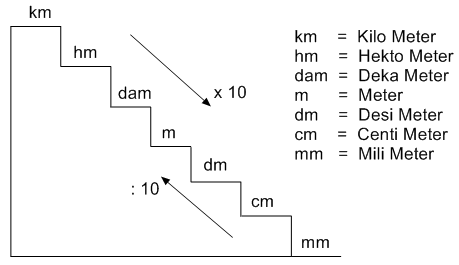 km
hm
dam
m
dm
cm
mm
x 10
: 10
km = Kilo Meter
hm = Hekto Meter
dam = Deka Meter
m = Meter
dm = Desi Meter
cm = Centi Meter
mm = Mili Meter